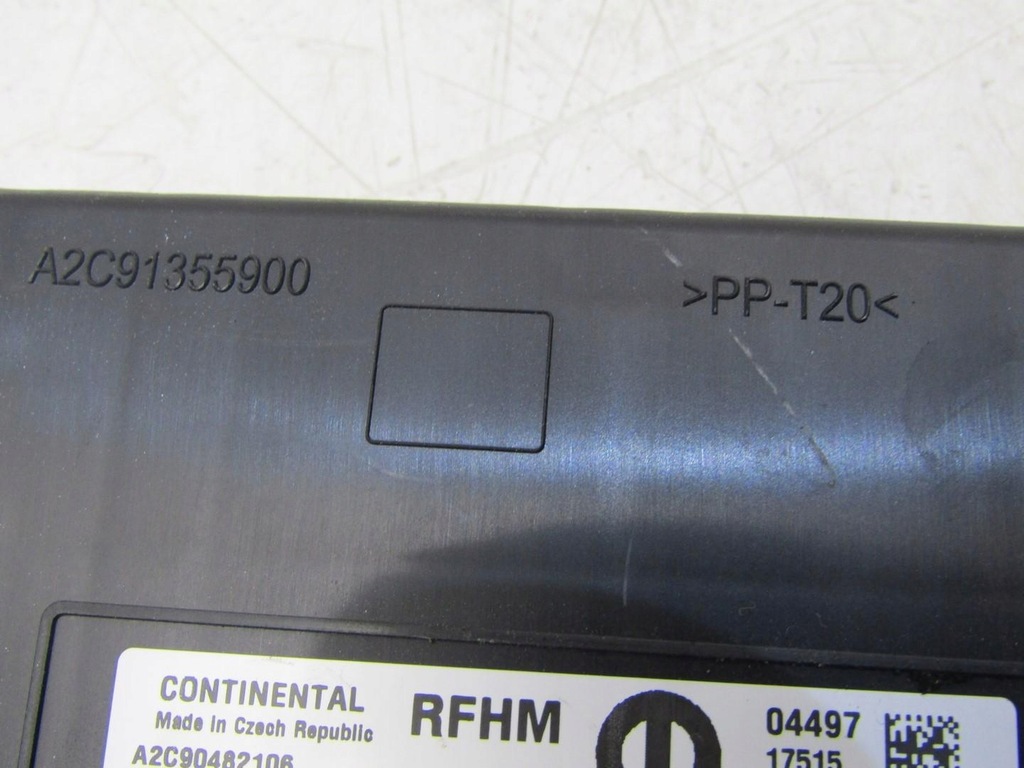 A2C91355900
>PP-T20<
CONTINENTAL RFHM 04497
Made in Czech Republic 17515
A2C90482106